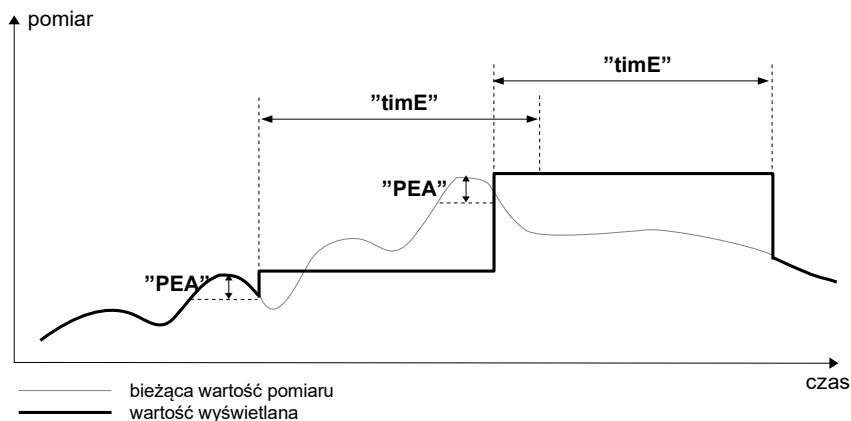 pomiar
”timE”
”timE”
”PEA”
”PEA”
czas
bieżąca wartość pomiaru
wartość wyświetlana